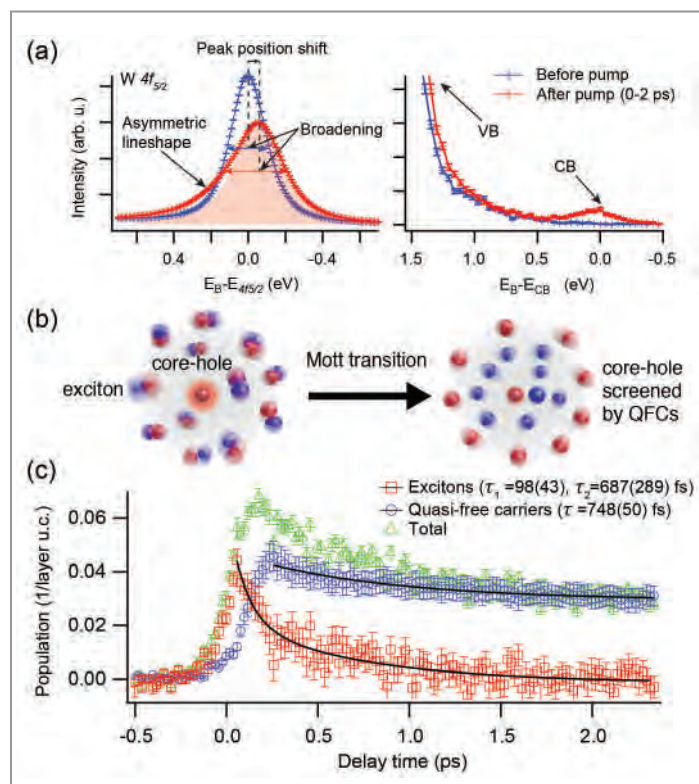 (a)
Peak position shift
W 4f5/2
Asymmetric
lineshape
Broadening
Intensity (arb. u.)
0.4 0.0 -0.4
E_B-E_4f5/2 (eV)
Before pump
After pump (0-2 ps)
VB
CB
1.5 1.0 0.5 0.0 -0.5
E_B-E_CB (eV)
(b)
core-hole
exciton
Mott transition
core-hole
screened
by QFCs
(c)
Excitons (τ1 =98(43), τ2=687(289) fs)
Quasi-free carriers (τ =748(50) fs)
Total
Population (1/layer u.c.)
0.06
0.04
0.02
0.00
-0.5 0.0 0.5 1.0 1.5 2.0
Delay time (ps)